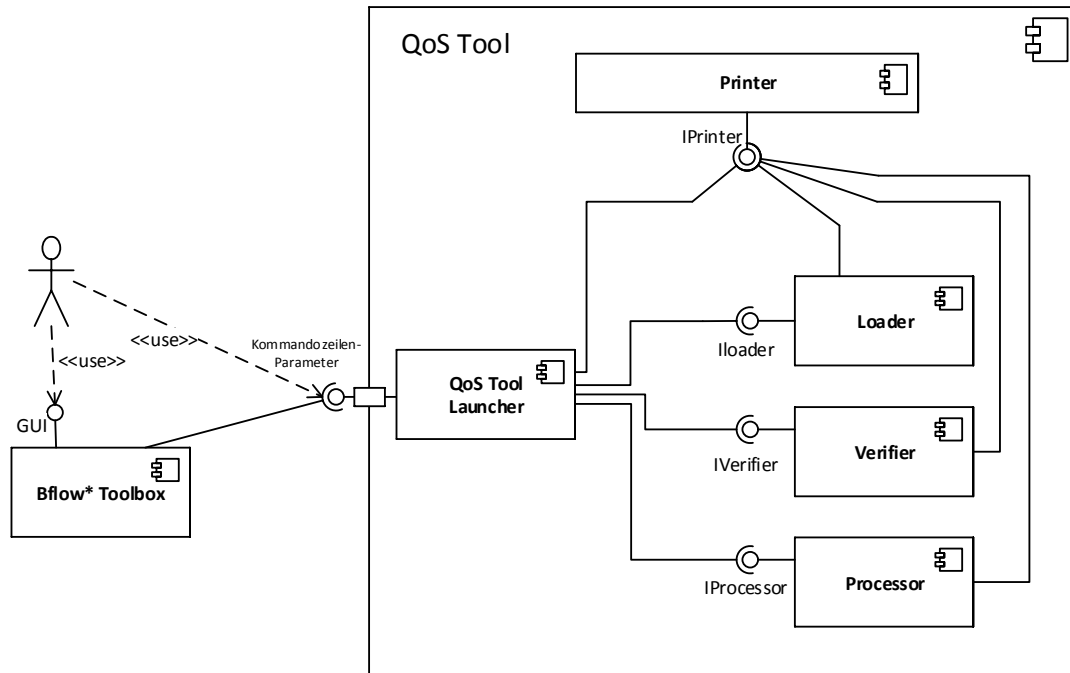 QoS Tool
Printer
IPrinter
Loader
Iloader
<<use>>
Kommandozeilen-
Parameter
<<use>>
QoS Tool
Launcher
GUI
Verifier
IVerifier
Bflow* Toolbox
Processor
IProcessor